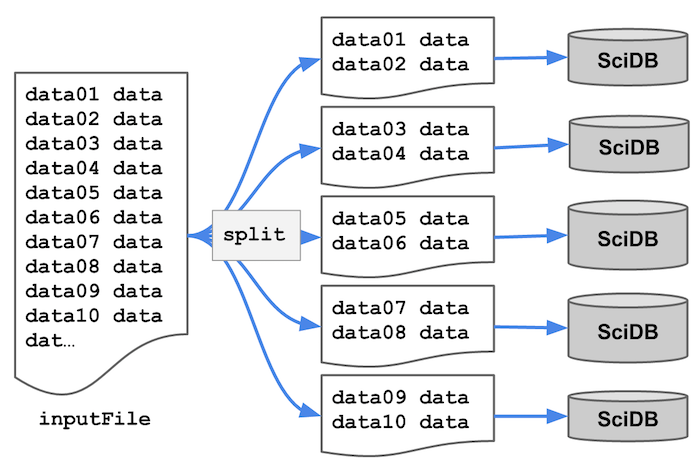 data01 data
data02 data
data03 data
data04 data
data05 data
data06 data
data07 data
data08 data
data09 data
data10 data
dat…
inputFile
split
data01 data
data02 data
SciDB
data03 data
data04 data
SciDB
data05 data
data06 data
SciDB
data07 data
data08 data
SciDB
data09 data
data10 data
SciDB